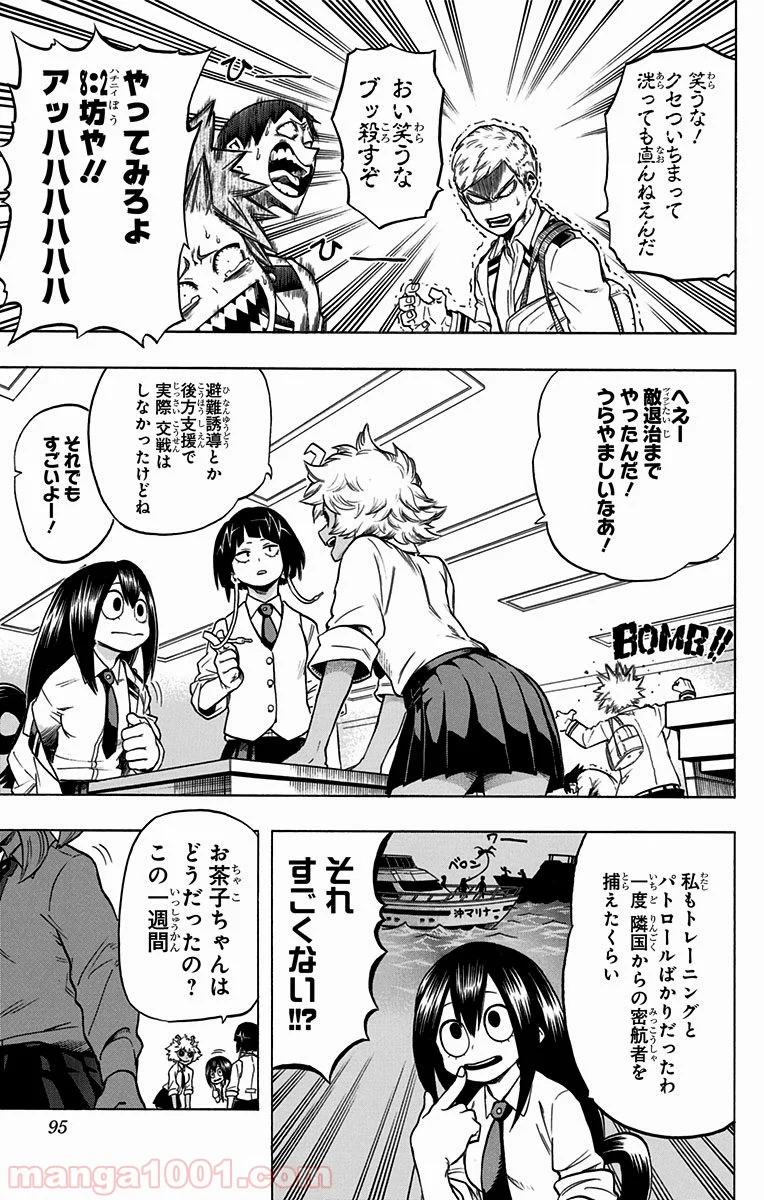 笑うな!
クセついちまって
洗っても直んねえんだ
おい笑うな
ブッ殺すぞ
やってみろよ
8:2坊や!!
アッハハハハハハ
へえー
敵退治まで
やったんだ!
うらやましいなあ!
避難誘導とか
後方支援で
実際 交戦は
しなかったけどね
それでも
すごいよー!
BOMB!!
私もトレーニングと
パトロールばかりだったわ
一度 隣国からの密航者を
捕えたくらい
ワー
ベロン
沖マリナー
それ
すごくない!!?
お茶子ちゃんは
どうだったの?
この一週間
95
manga1001.com